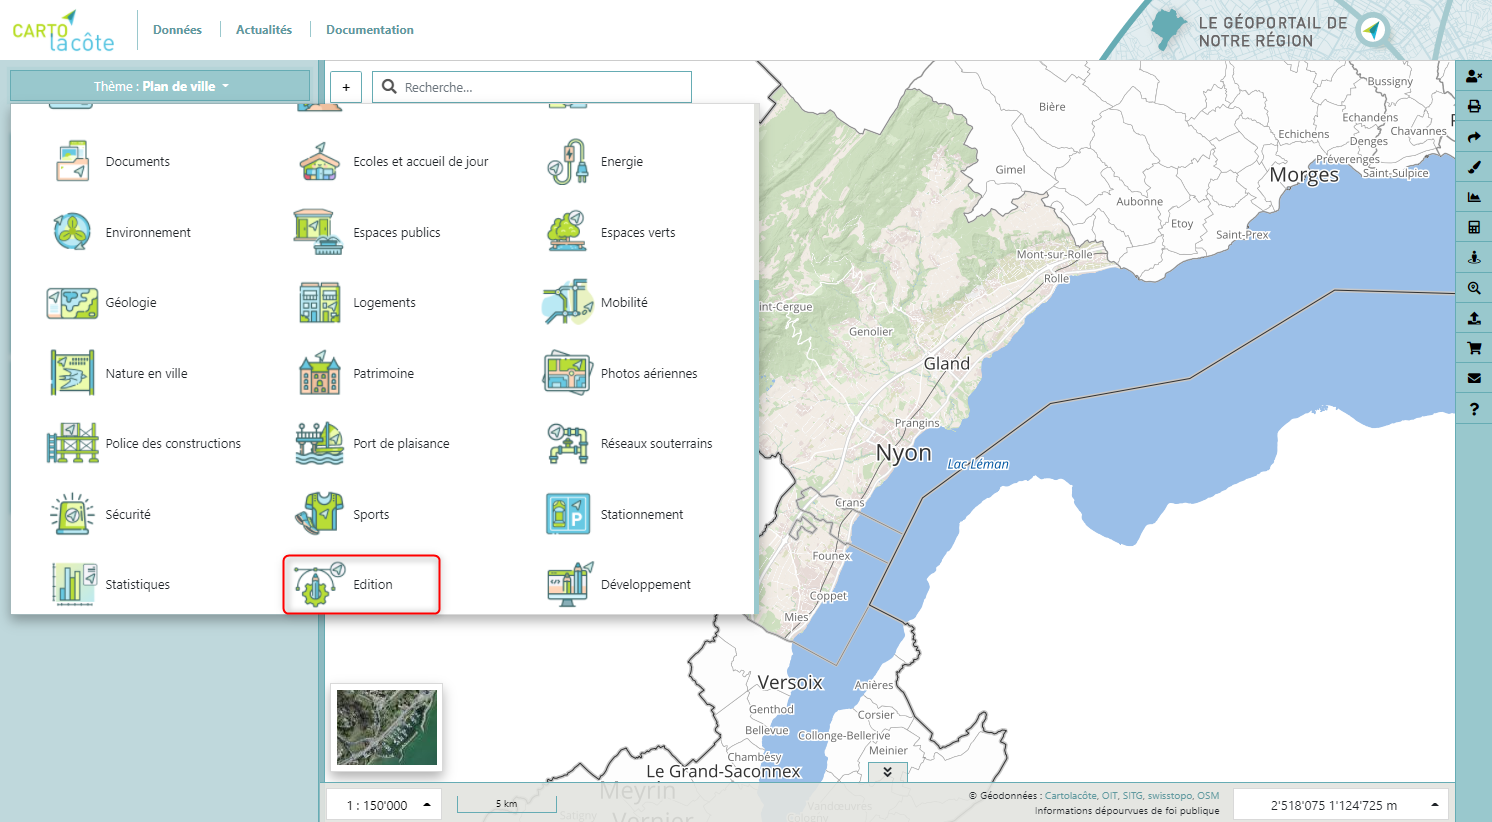 CARTO
lacôte
Données
Actualités
Documentation
LE GÉOPORTAIL DE
NOTRE RÉGION
Thème : Plan de ville
+
Recherche...
Documents
Ecoles et accueil de jour
Energie
Environnement
Espaces publics
Espaces verts
Géologie
Logements
Mobilité
Nature en ville
Patrimoine
Photos aériennes
Police des constructions
Port de plaisance
Réseaux souterrains
Sécurité
Sports
P
Stationnement
Statistiques
Edition
Développement
Bussigny
Bière
Echandens
Echichens
Chavannes
Denges
Préverenges
Gimel
Morges
Saint-Sulpice
Aubonne
Etoy
Saint-Prex
Mont-sur-Rolle
Rolle
int-Cergue
Genolier
Gland
Prangins
Nyon
Lac Léman
Crans
Founex
Coppet
Mies
Versoix
Anières
Genthod
Corsier
Bellevue
Collonge-Bellerive
Meinier
Chambésy
Le Grand-Saconnex
Meyrin
Vandœuvres
Satigny
Cologny
Vernier
1 : 150'000
5 km
© Géodonnées : Cartolacôte, OIT, SITG, swisstopo, OSM
Informations dépourvues de foi publique
2'518'075 1'124'725 m
?